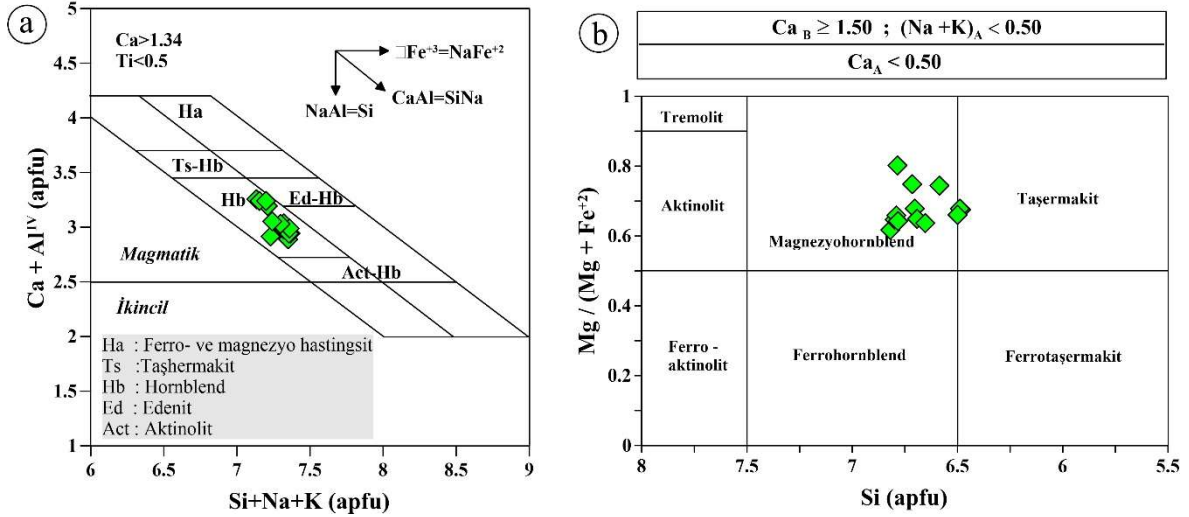 a
Ca>1.34
Ti<0.5
□Fe⁺³=NaFe⁺²
CaAl=SiNa
NaAl=Si
Ha
Ts-Hb
Hb
Ed-Hb
Act-Hb
Magmatik
İkincil
Ha : Ferro- ve magnezyo hastingsit
Ts :Taşhermakit
Hb : Hornblend
Ed : Edenit
Act : Aktinolit
5
4.5
4
3.5
3
2.5
2
1.5
1
Ca + Al^IV (apfu)
6 6.5 7 7.5 8 8.5 9
Si+Na+K (apfu)
b
Ca B ≥ 1.50 ; (Na +K)A < 0.50
CaA < 0.50
Tremolit
Aktinolit
Taşermakit
Magnezyohornblend
Ferro -
aktinolit
Ferrohornblend
Ferrotaşermakit
1
0.8
0.6
0.4
0.2
0
Mg / (Mg + Fe⁺²)
8 7.5 7 6.5 6 5.5
Si (apfu)